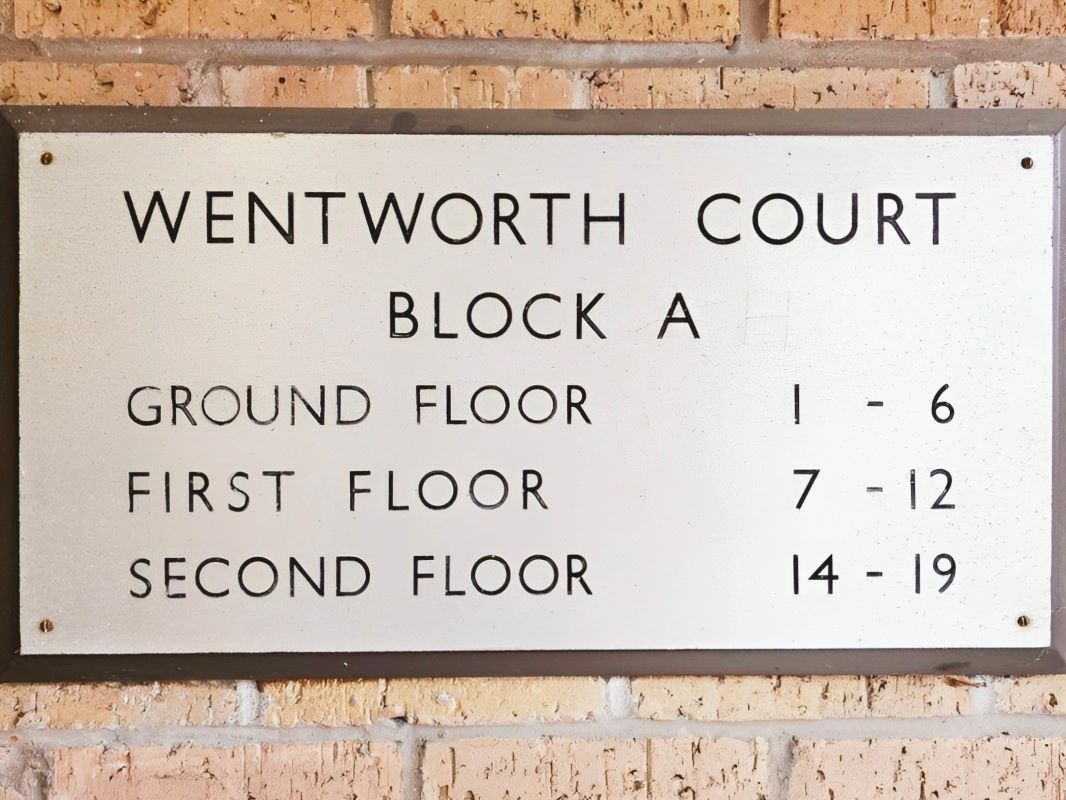 WENTWORTH COURT
BLOCK A
GROUND FLOOR 1 - 6
FIRST FLOOR 7 - 12
SECOND FLOOR 14 - 19